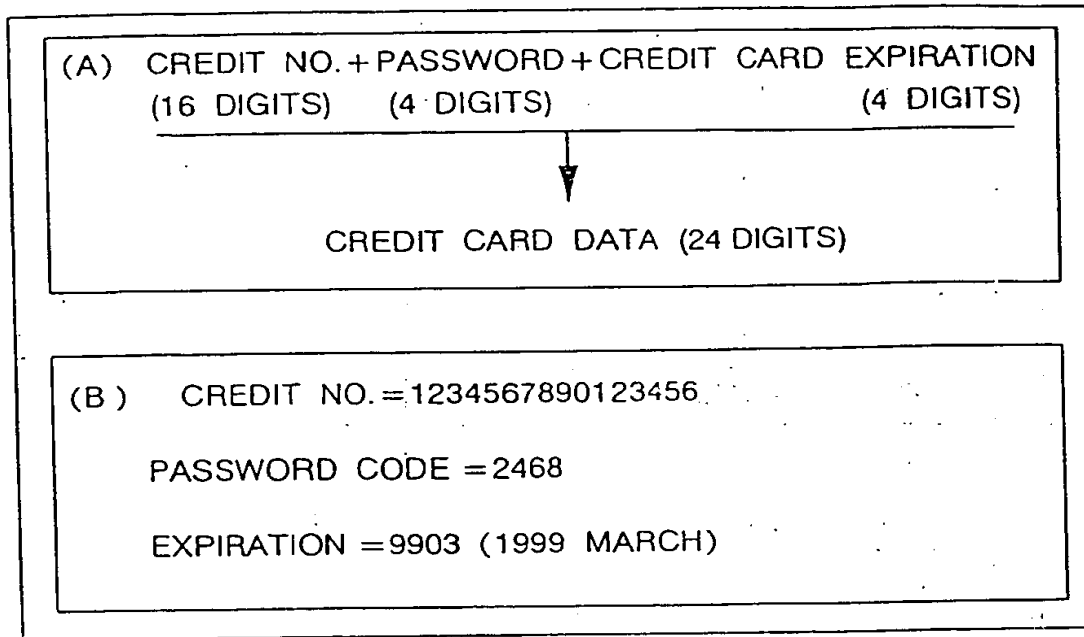 (A) CREDIT NO.+PASSWORD+CREDIT CARD EXPIRATION
(16 DIGITS) (4 DIGITS) (4 DIGITS)
CREDIT CARD DATA (24 DIGITS)
(B) CREDIT NO.=1234567890123456
PASSWORD CODE =2468
EXPIRATION =9903 (1999 MARCH)